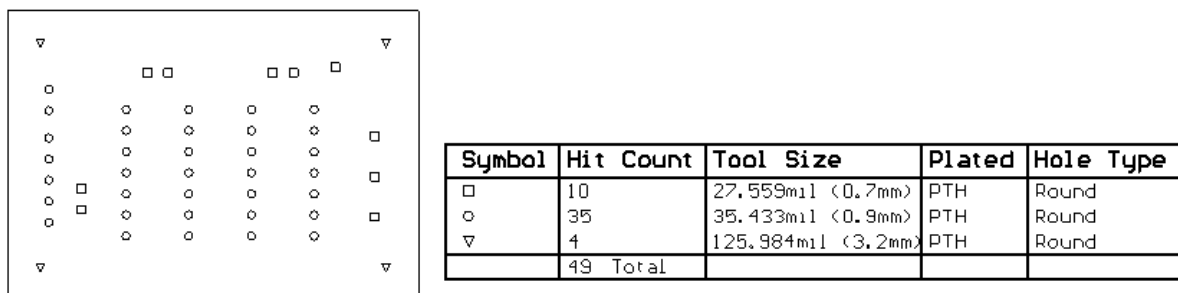 Symbol Hit Count Tool Size Plated Hole Type
10 27.559mil (0.7mm) PTH Round
35 35.433mil (0.9mm) PTH Round
4 125.984mil (3.2mm) PTH Round
49 Total